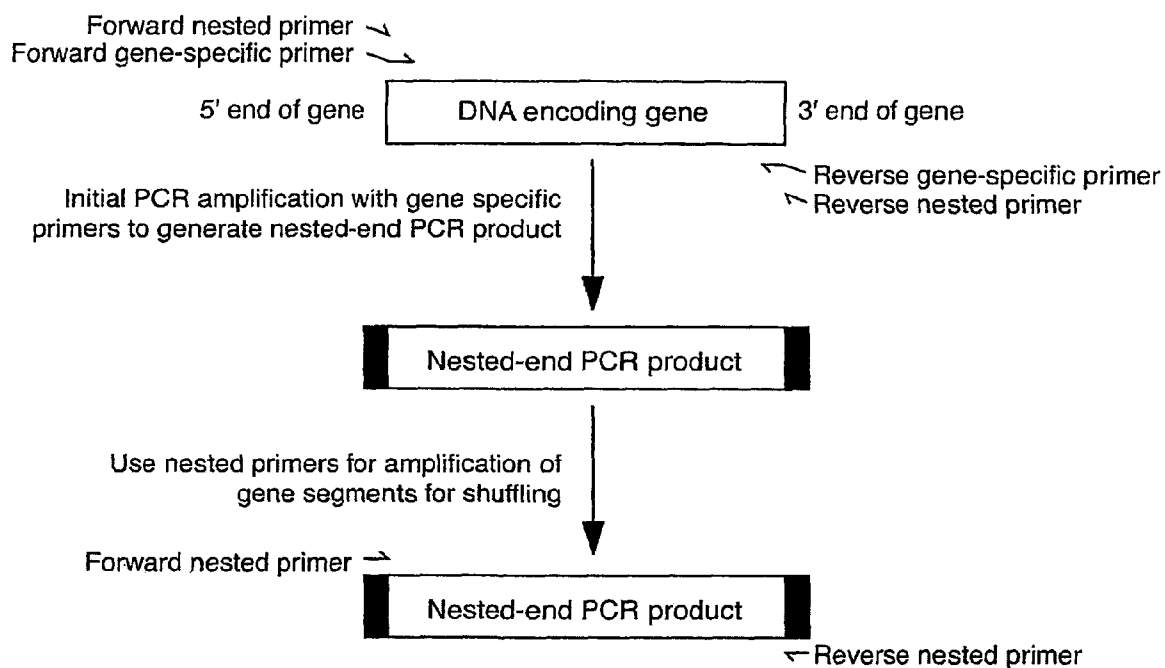 Forward nested primer
Forward gene-specific primer
5' end of gene
DNA encoding gene
3' end of gene
Reverse gene-specific primer
Reverse nested primer
Initial PCR amplification with gene specific
primers to generate nested-end PCR product
Nested-end PCR product
Use nested primers for amplification of
gene segments for shuffling
Forward nested primer
Nested-end PCR product
Reverse nested primer